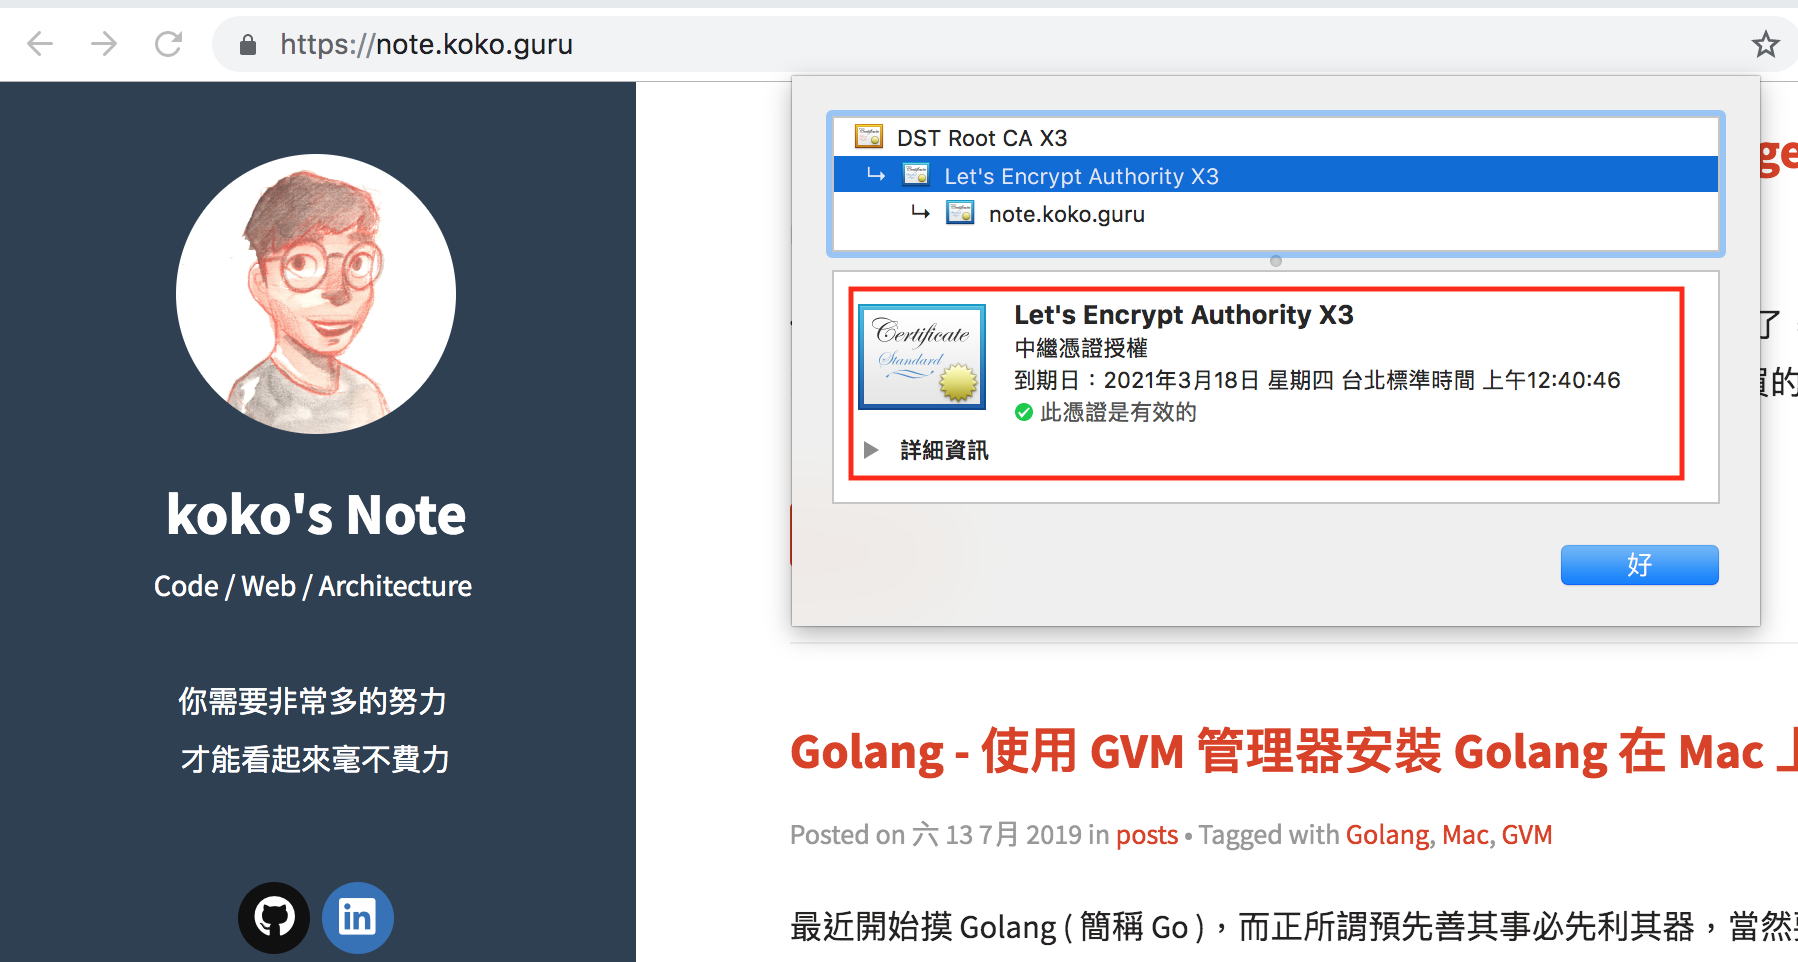 https://note.koko.guru
DST Root CA X3
Let's Encrypt Authority X3
note.koko.guru
Certificate
Standard
Let's Encrypt Authority X3
中繼憑證授權
到期日：2021年3月18日 星期四 台北標準時間 上午12:40:46
此憑證是有效的
詳細資訊
好
koko's Note
Code / Web / Architecture
你需要非常多的努力
才能看起來毫不費力
in
ge
了
的
Golang - 使用 GVM 管理器安裝 Golang 在 Mac 上
Posted on 六 13 7月 2019 in posts • Tagged with Golang, Mac, GVM
最近開始摸 Golang ( 簡稱 Go )，而正所謂預先善其事必先利其器，當然